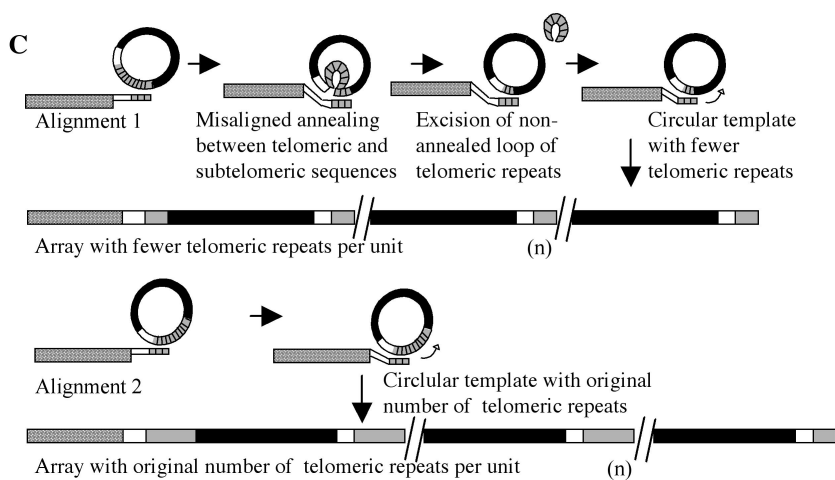 C
Alignment 1
Misaligned annealing
between telomeric and
subtelomeric sequences
Excision of non-
annealed loop of
telomeric repeats
Circular template
with fewer
telomeric repeats
Array with fewer telomeric repeats per unit
(n)
Alignment 2
Circlular template with original
number of telomeric repeats
Array with original number of telomeric repeats per unit
(n)